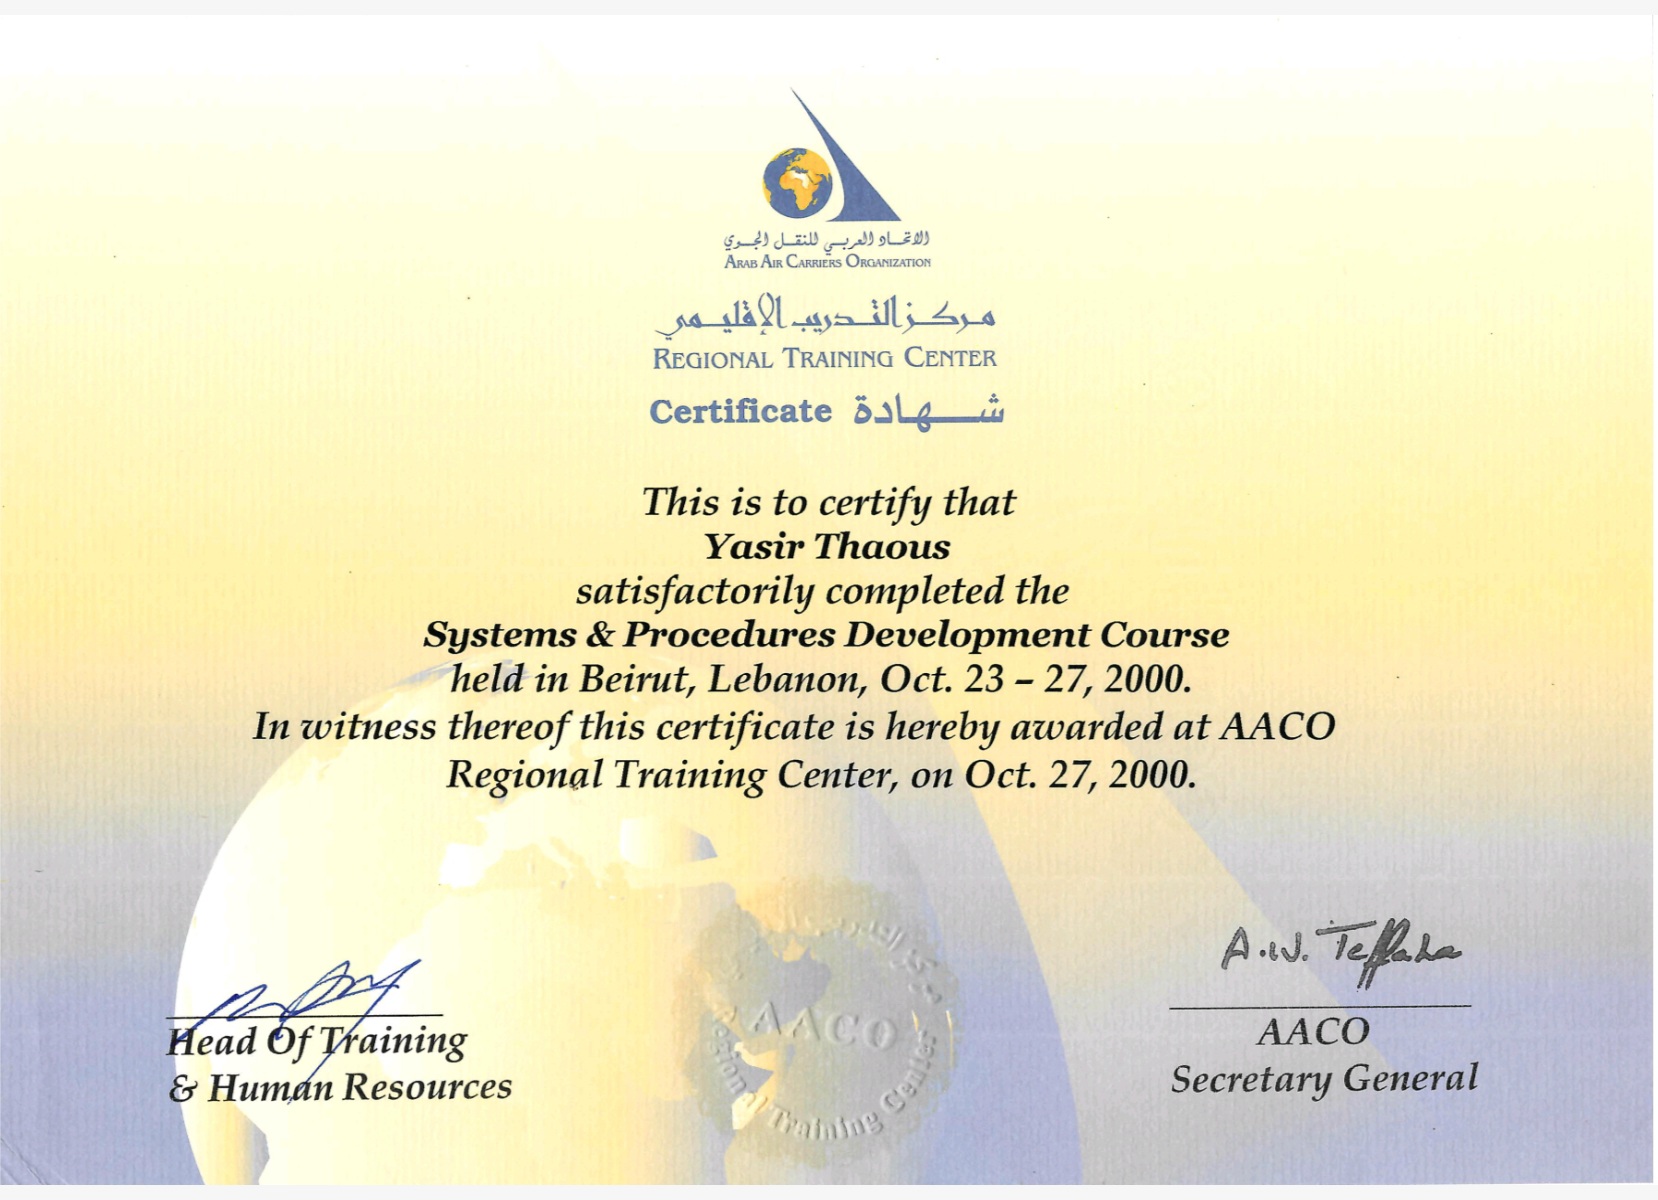 الاتحاد العربي للنقل الجوي
ARAB AIR CARRIERS ORGANIZATION
مركز التدريب الإقليمي
REGIONAL TRAINING CENTER
Certificate شهادة
This is to certify that
Yasir Thaous
satisfactorily completed the
Systems & Procedures Development Course
held in Beirut, Lebanon, Oct. 23 – 27, 2000.
In witness thereof this certificate is hereby awarded at AACO
Regional Training Center, on Oct. 27, 2000.
A.W. Teffaha
Head Of Training
& Human Resources
AACO
Secretary General
AACO
Regional Training Center